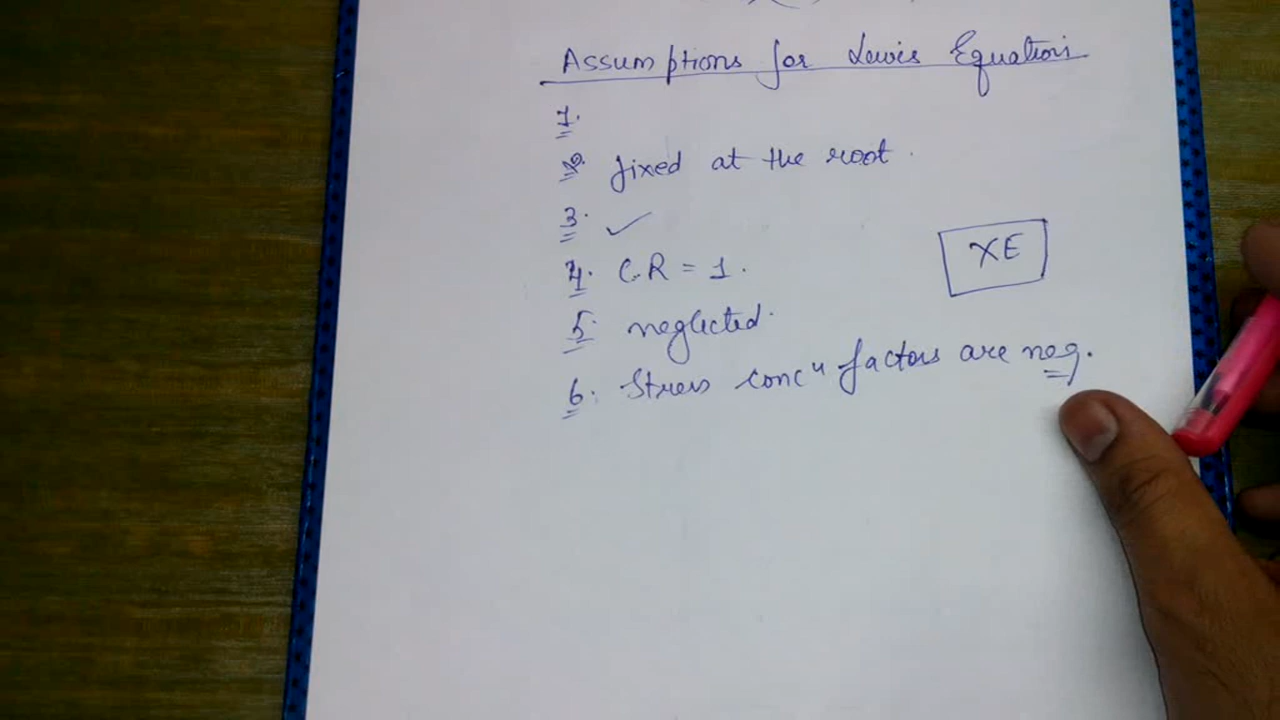 Assumptions for Lewis Equation
1.
2. fixed at the root.
3. ✓
4. C.R = 1.
XE
5. neglected.
6. Stress concn factors are neg.